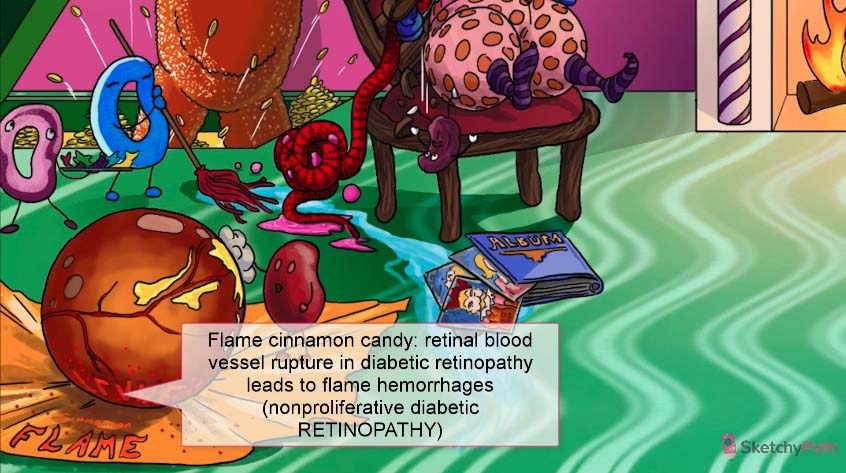 ALBUM
Flame cinnamon candy: retinal blood
vessel rupture in diabetic retinopathy
leads to flame hemorrhages
(nonproliferative diabetic
RETINOPATHY)
FLAME
SketchyPath